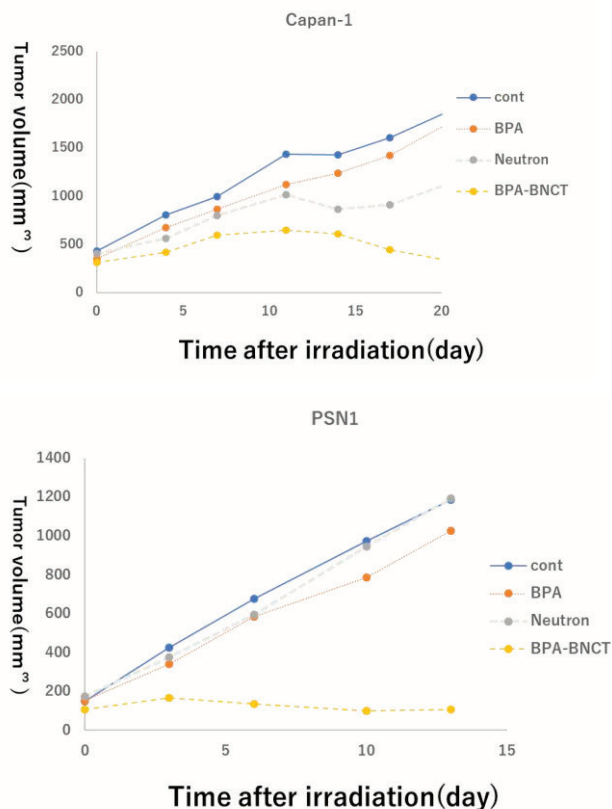 Capan-1
Tumor volume(mm³)
2500
2000
1500
1000
500
0
0 5 10 15 20
Time after irradiation(day)
cont
BPA
Neutron
BPA-BNCT
PSN1
Tumor volume(mm³)
1400
1200
1000
800
600
400
200
0
0 5 10 15
Time after irradiation(day)
cont
BPA
Neutron
BPA-BNCT